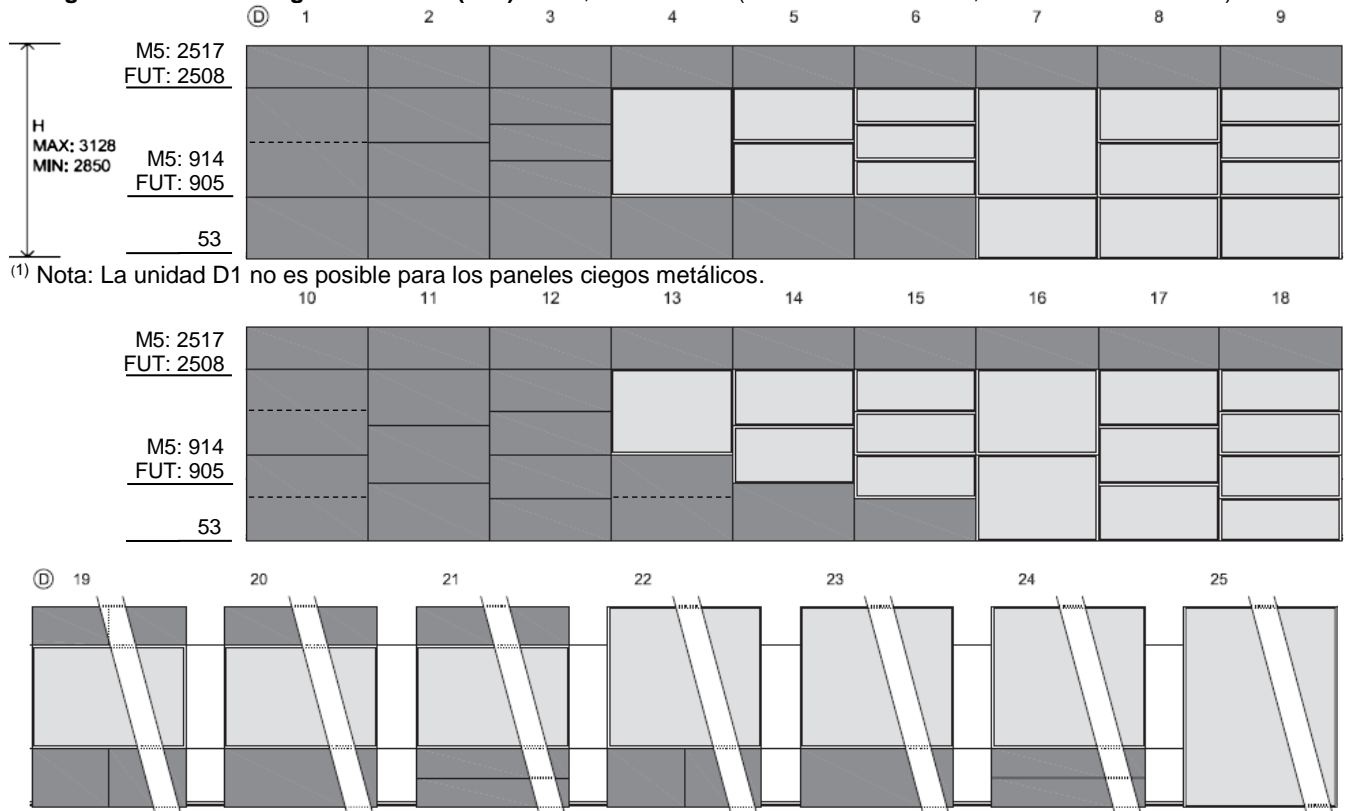 Ⓓ 1 2 3 4 5 6 7 8 9
M5: 2517
FUT: 2508
H
MAX: 3128
MIN: 2850
M5: 914
FUT: 905
53
(1) Nota: La unidad D1 no es posible para los paneles ciegos metálicos.
10 11 12 13 14 15 16 17 18
M5: 2517
FUT: 2508
M5: 914
FUT: 905
53
Ⓓ 19 20 21 22 23 24 25